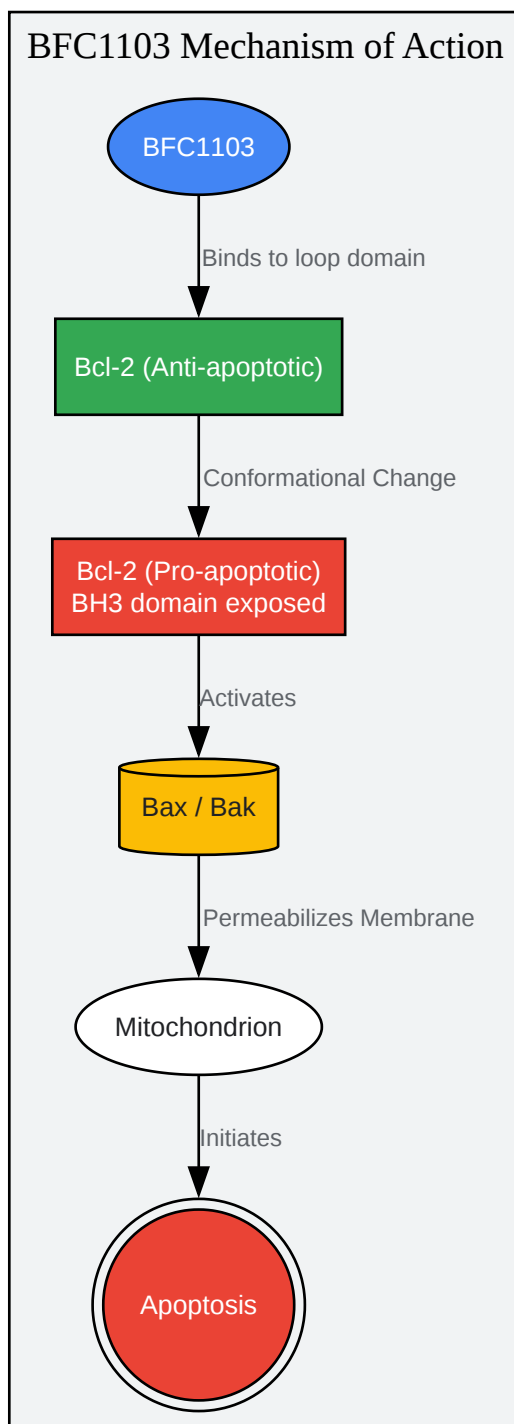 BFC1103 Mechanism of Action
BFC1103
Binds to loop domain
Bcl-2 (Anti-apoptotic)
Conformational Change
Bcl-2 (Pro-apoptotic)
BH3 domain exposed
Activates
Bax / Bak
Permeabilizes Membrane
Mitochondrion
Initiates
Apoptosis